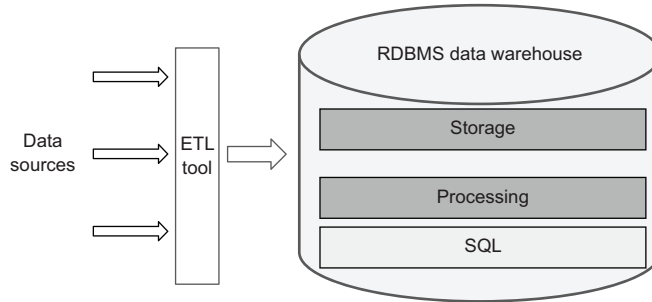 Data
sources
ETL
tool
RDBMS data warehouse
Storage
Processing
SQL